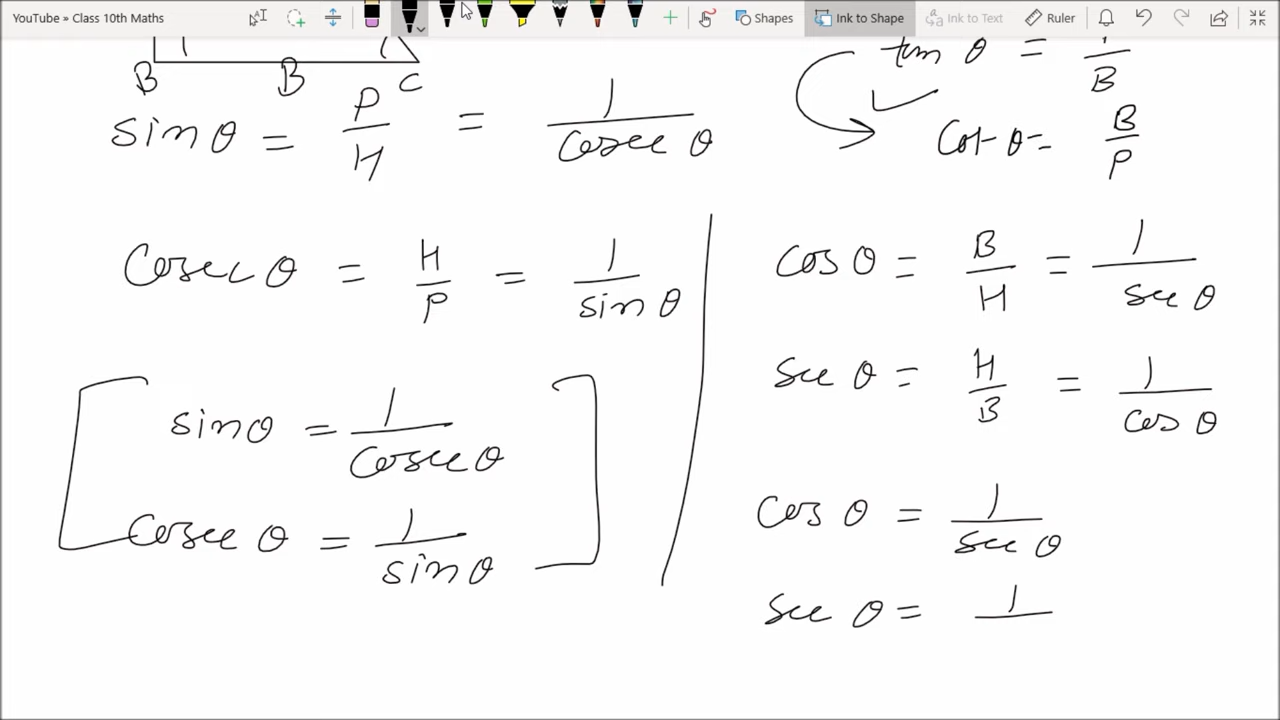 YouTube » Class 10th Maths
Shapes
Ink to Shape
Ink to Text
Ruler
B B C
sin θ = P/H = 1/cosec θ
cosec θ = H/P = 1/sin θ
sin θ = 1/cosec θ
cosec θ = 1/sin θ
tan θ = /B
cot θ = B/P
cos θ = B/H = 1/sec θ
sec θ = H/B = 1/cos θ
cos θ = 1/sec θ
sec θ = 1/